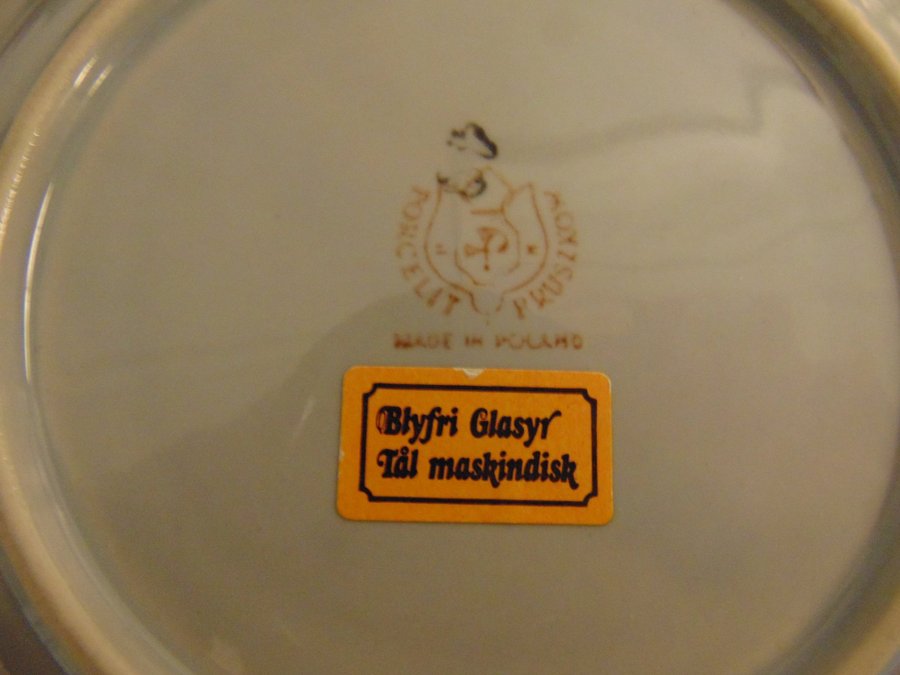 PORCELIT PRUSZKÓW
MADE IN POLAND
Blyfri Glasyr
Tål maskindisk